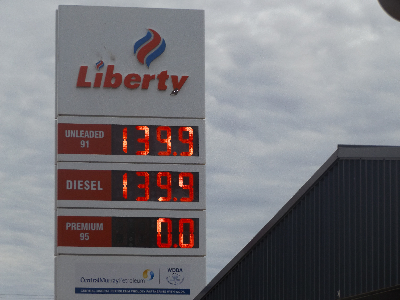 Liberty
UNLEADED
91
139.9
DIESEL
139.9
PREMIUM
95
0.0